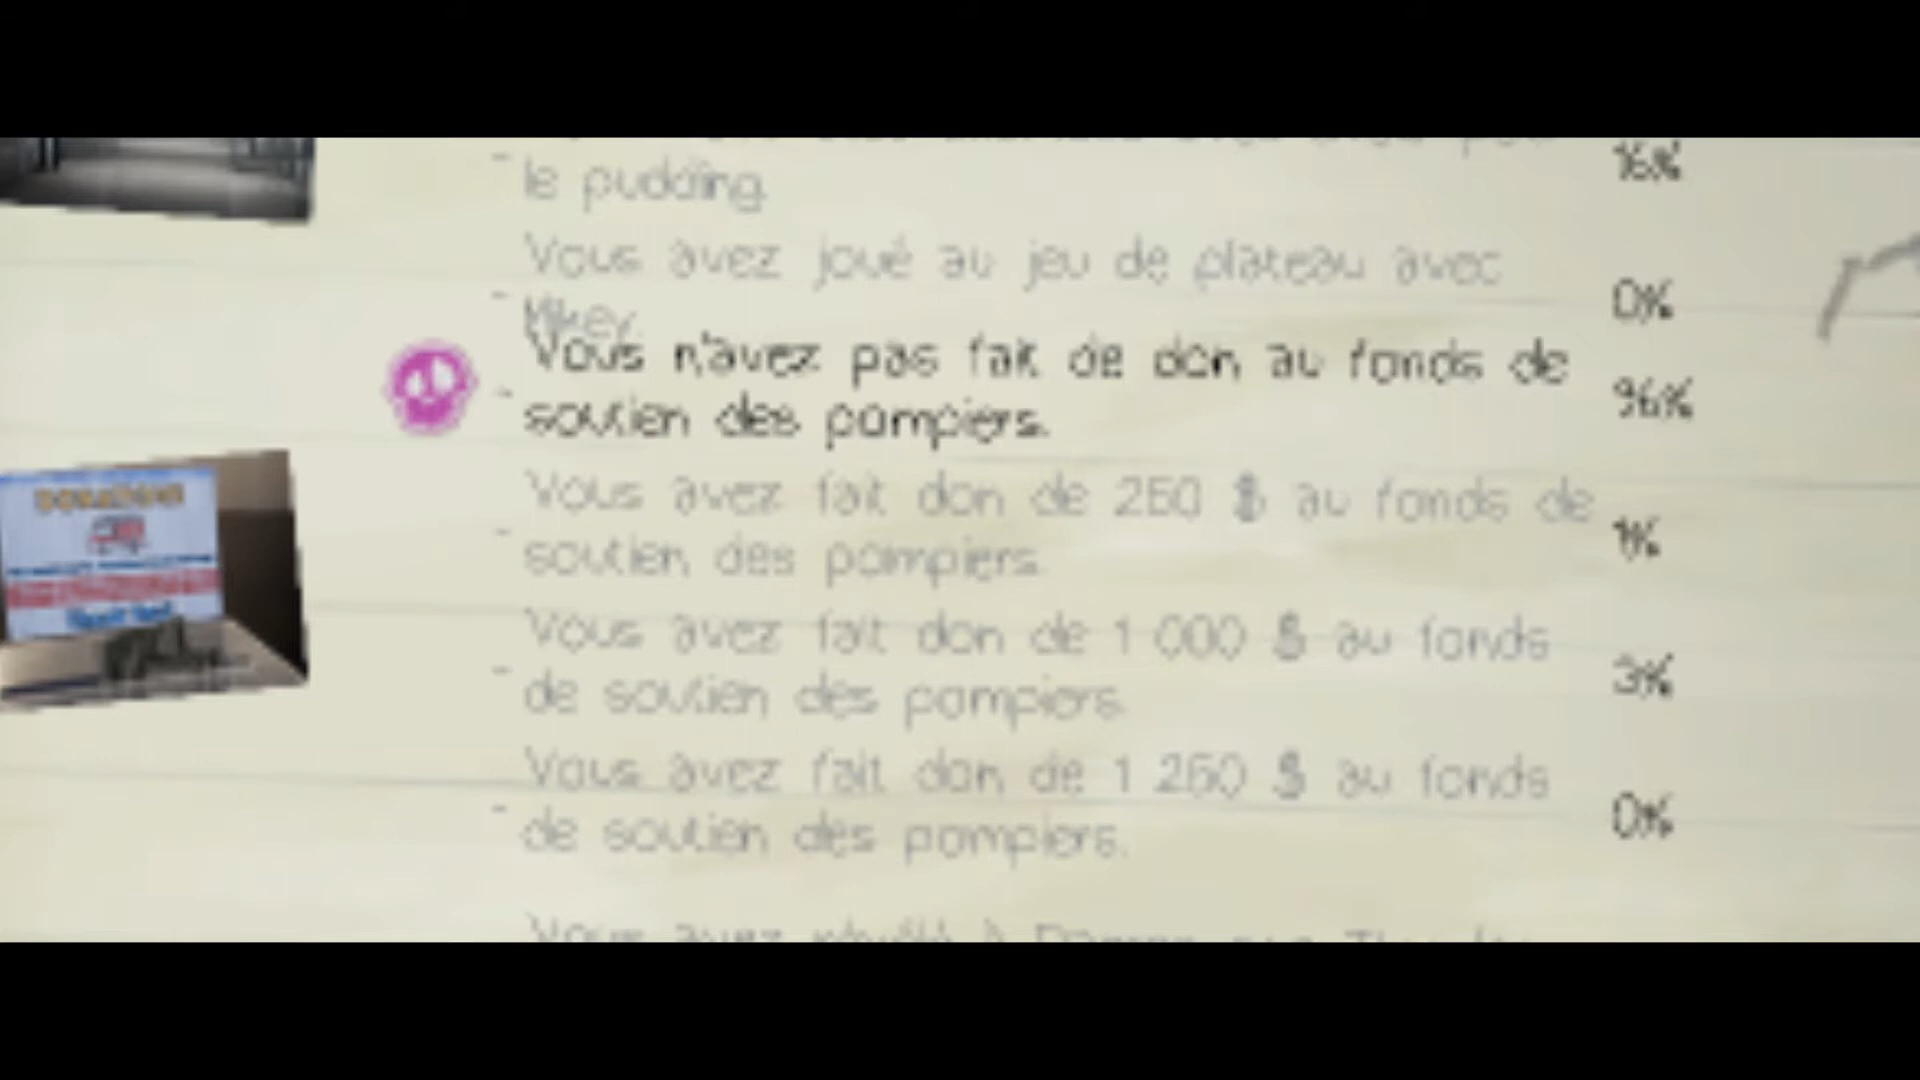 le pudding.
16%
Vous avez joué au jeu de plateau avec
Mikey.
0%
Vous n'avez pas fait de don au fonds de
soutien des pompiers.
96%
Vous avez fait don de 250 $ au fonds de
soutien des pompiers.
1%
Vous avez fait don de 1 000 $ au fonds
de soutien des pompiers.
3%
Vous avez fait don de 1 250 $ au fonds
de soutien des pompiers.
0%
Vous avez révélé à